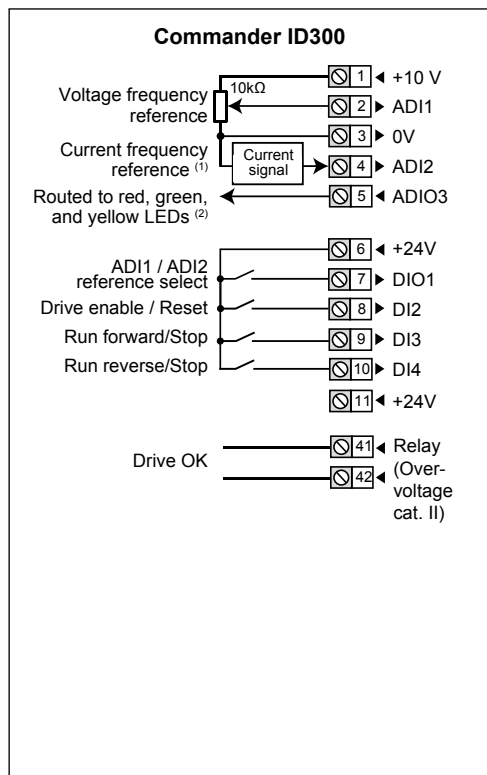 Commander ID300
10kΩ
Voltage frequency
reference
1 +10 V
2 ADI1
3 0V
Current frequency
reference (1)
Current
signal
4 ADI2
Routed to red, green,
and yellow LEDs (2)
5 ADIO3
6 +24V
ADI1 / ADI2
reference select
7 DIO1
Drive enable / Reset
8 DI2
Run forward/Stop
9 DI3
Run reverse/Stop
10 DI4
11 +24V
Drive OK
41 Relay
42 (Over-
voltage
cat. II)